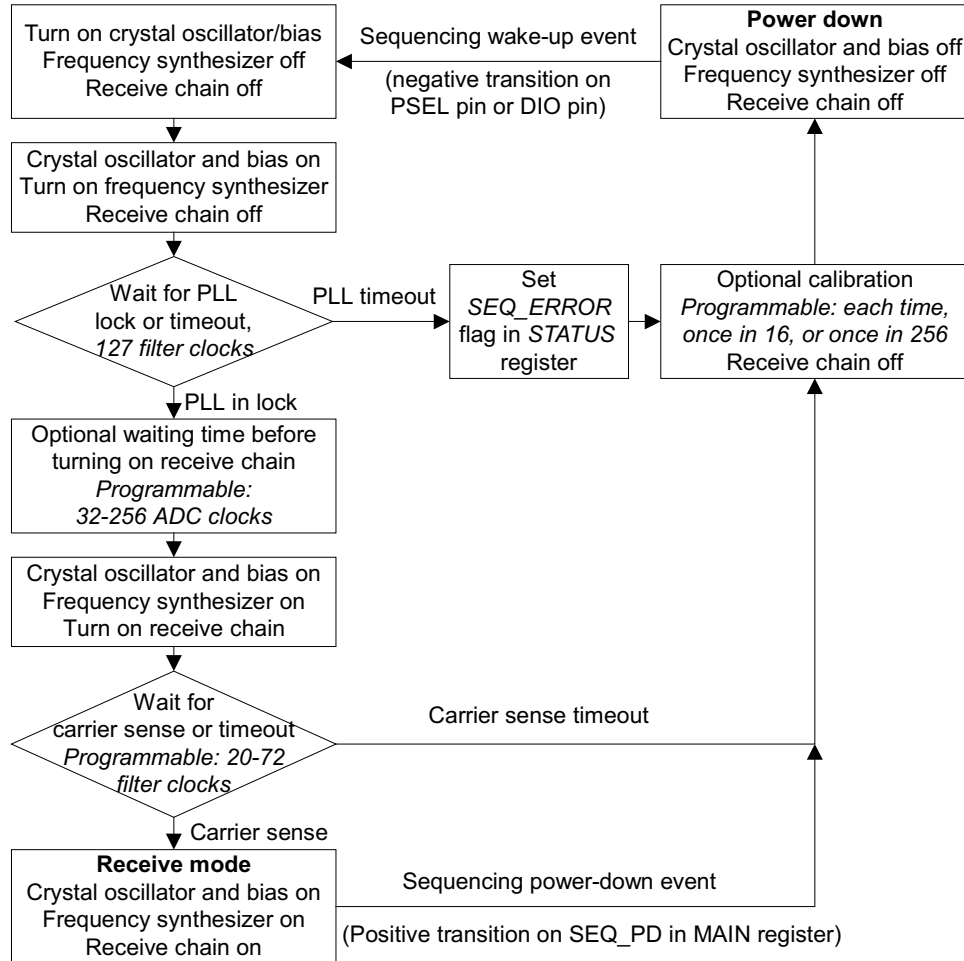 Turn on crystal oscillator/bias
Frequency synthesizer off
Receive chain off
Sequencing wake-up event
(negative transition on
PSEL pin or DIO pin)
Power down
Crystal oscillator and bias off
Frequency synthesizer off
Receive chain off
Crystal oscillator and bias on
Turn on frequency synthesizer
Receive chain off
Wait for PLL
lock or timeout,
127 filter clocks
PLL timeout
Set
SEQ_ERROR
flag in STATUS
register
Optional calibration
Programmable: each time,
once in 16, or once in 256
Receive chain off
PLL in lock
Optional waiting time before
turning on receive chain
Programmable:
32-256 ADC clocks
Crystal oscillator and bias on
Frequency synthesizer on
Turn on receive chain
Wait for
carrier sense or timeout
Programmable: 20-72
filter clocks
Carrier sense timeout
Carrier sense
Receive mode
Crystal oscillator and bias on
Frequency synthesizer on
Receive chain on
Sequencing power-down event
(Positive transition on SEQ_PD in MAIN register)